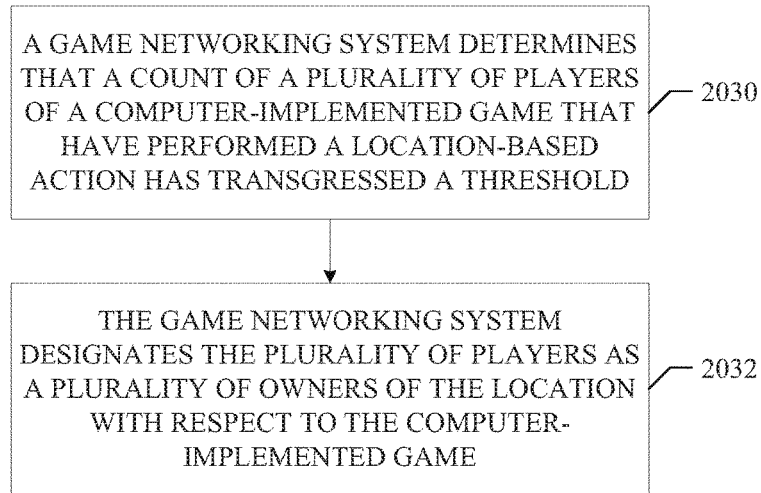 A GAME NETWORKING SYSTEM DETERMINES
THAT A COUNT OF A PLURALITY OF PLAYERS
OF A COMPUTER-IMPLEMENTED GAME THAT
HAVE PERFORMED A LOCATION-BASED
ACTION HAS TRANSGRESSED A THRESHOLD
2030
THE GAME NETWORKING SYSTEM
DESIGNATES THE PLURALITY OF PLAYERS AS
A PLURALITY OF OWNERS OF THE LOCATION
WITH RESPECT TO THE COMPUTER-
IMPLEMENTED GAME
2032